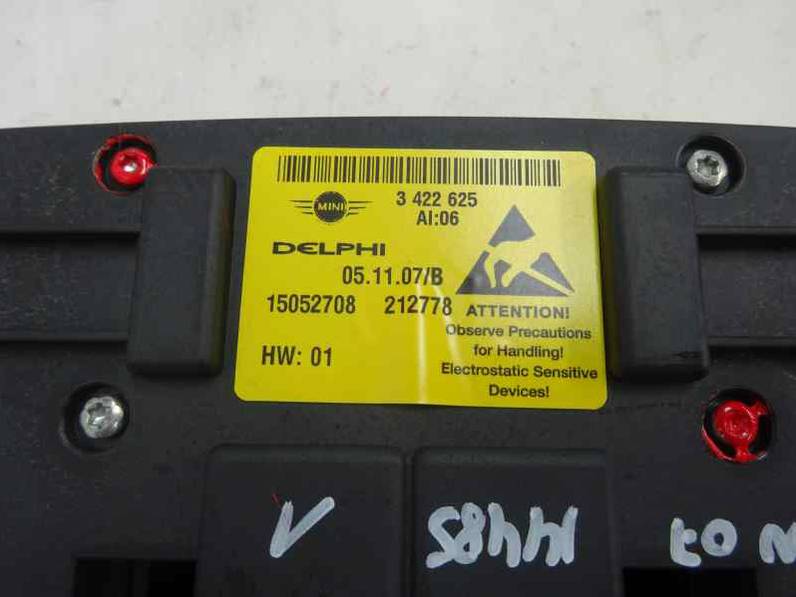 MINI
3 422 625
AI:06
DELPHI
05.11.07/B
15052708 212778
HW: 01
ATTENTION!
Observe Precautions
for Handling!
Electrostatic Sensitive
Devices!